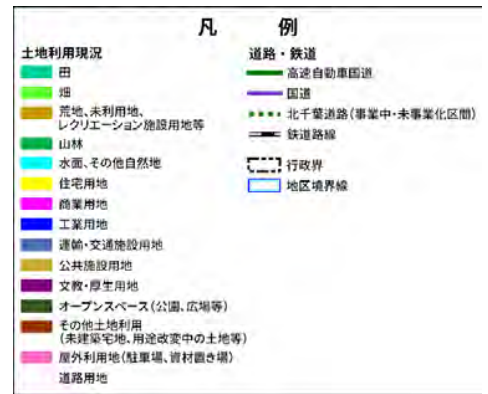 凡 例
土地利用現況
田
畑
荒地、未利用地、
レクリエーション施設用地等
山林
水面、その他自然地
住宅用地
商業用地
工業用地
運輸・交通施設用地
公共施設用地
文教・厚生用地
オープンスペース(公園、広場等)
その他土地利用
(未建築宅地、用途改変中の土地等)
屋外利用地(駐車場、資材置き場)
道路用地
道路・鉄道
高速自動車国道
国道
北千葉道路(事業中・未事業化区間)
鉄道路線
行政界
地区境界線